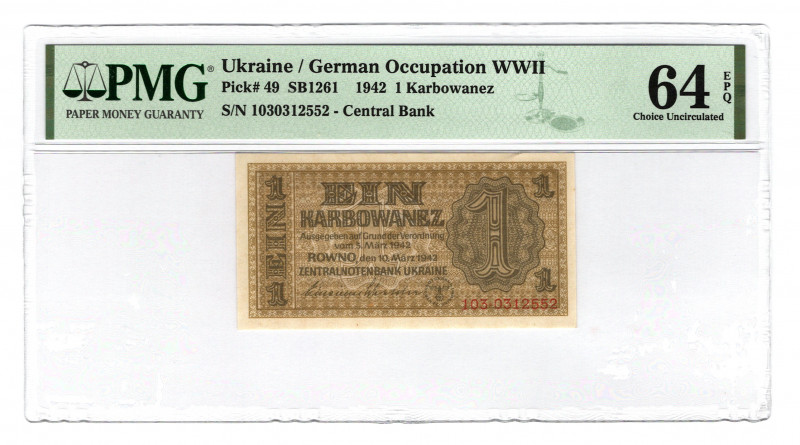 PMG®
PAPER MONEY GUARANTY
Ukraine / German Occupation WWII
Pick# 49 SB1261 1942 1 Karbowanez
S/N 1030312552 - Central Bank
64 EPQ
Choice Uncirculated
1 EIN 1
KARBOWANEZ
Ausgegeben auf Grund der Verordnung
vom 5. März 1942
ROWNO, den 10. März 1942
ZENTRALNOTENBANK UKRAINE
EIN
1
1 1
103·0312552